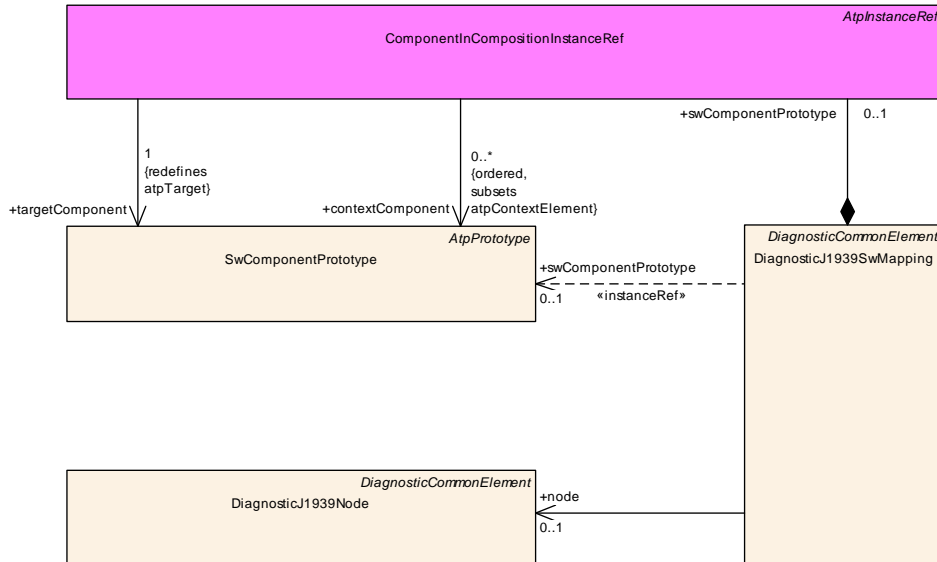 AtpInstanceRef
ComponentInCompositionInstanceRef
+swComponentPrototype
0..1
1
{redefines
atpTarget}
+targetComponent
0..*
{ordered,
subsets
atpContextElement}
+contextComponent
AtpPrototype
SwComponentPrototype
DiagnosticCommonElement
DiagnosticJ1939SwMapping
+swComponentPrototype
0..1
«instanceRef»
DiagnosticCommonElement
DiagnosticJ1939Node
+node
0..1